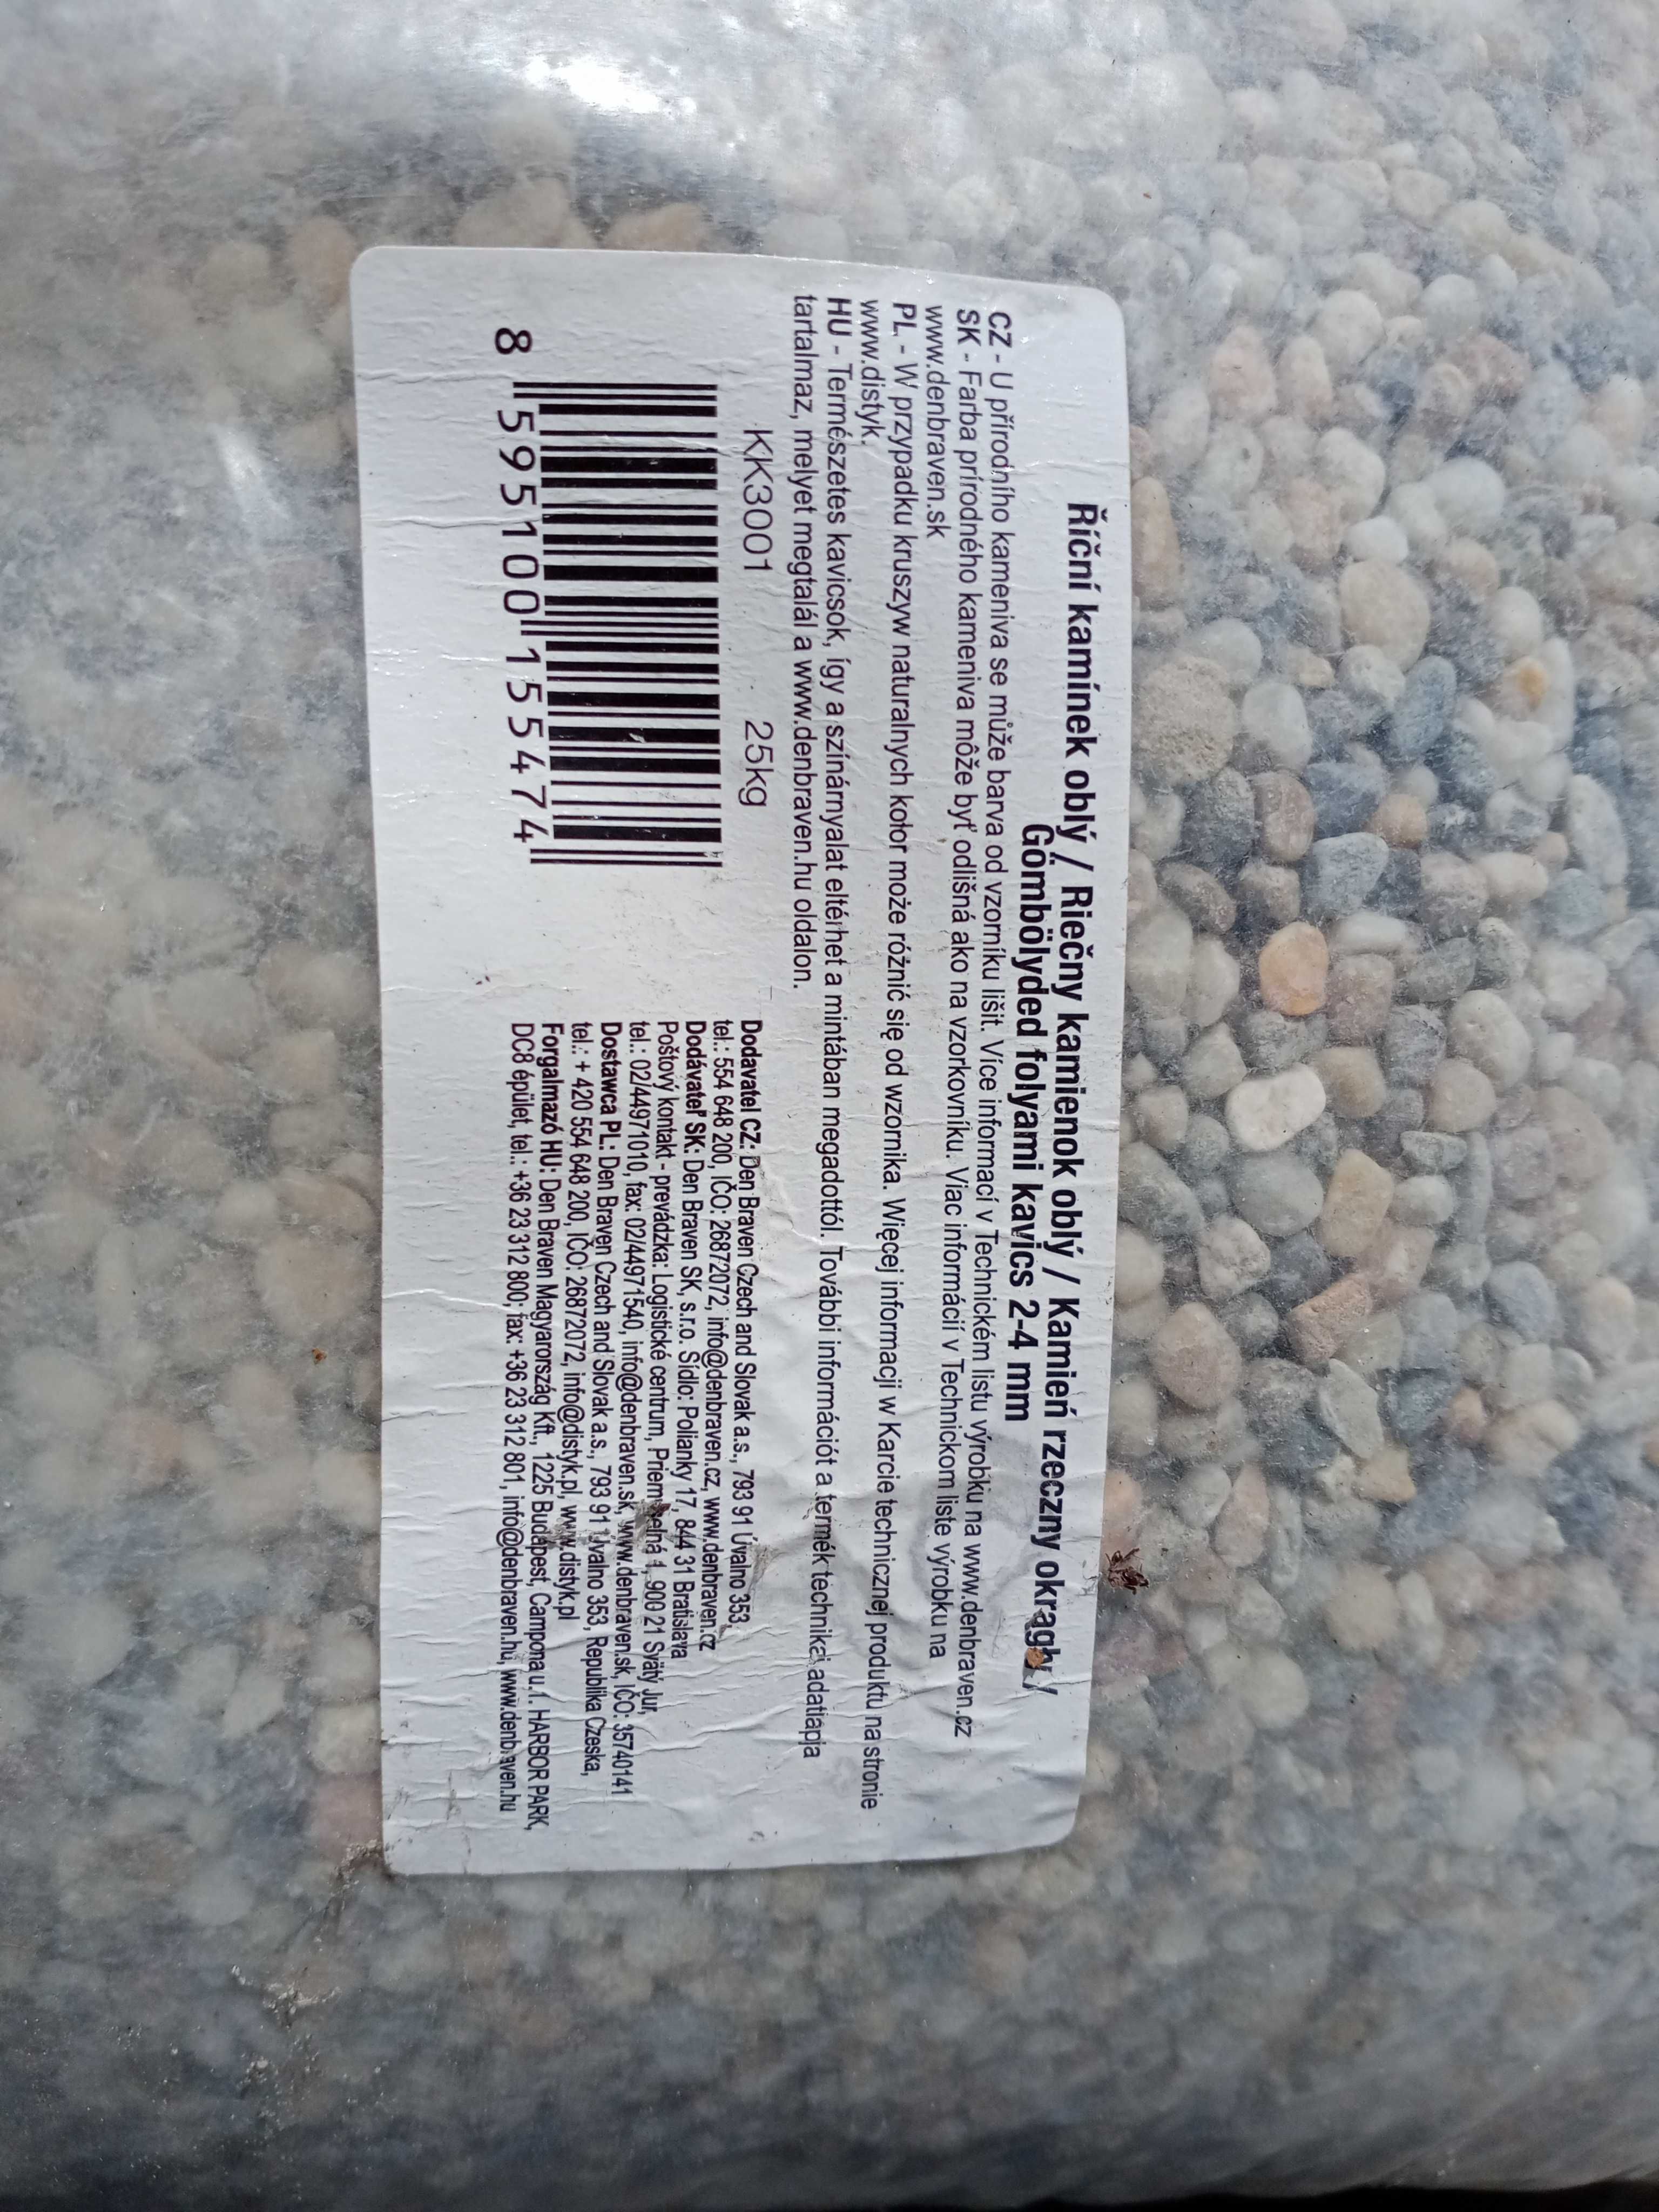 Říční kamínek oblý / Riečny kamienok oblý / Kamień rzeczny okrągły /
Gömbölyded folyami kavics 2-4 mm
CZ - U přírodního kameniva se může barva od vzorníku lišit. Více informací v Technickém listu výrobku na www.denbraven.cz
SK - Farba prírodného kameniva môže byť odlišná ako na vzorkovníku. Viac informácií v Technickom liste výrobku na
www.denbraven.sk
PL - W przypadku kruszyw naturalnych kolor może różnić się od wzornika. Więcej informacji w Karcie technicznej produktu na stronie
www.distyk.
HU - Természetes kavicsok, így a színárnyalat eltérhet a mintában megadottól. További információt a termék technikai adatlapja
tartalmaz, melyet megtalál a www.denbraven.hu oldalon.
KK3001 25kg
8 595100 155474
Dodavatel CZ: Den Braven Czech and Slovak a.s., 793 91 Úvalno 353,
tel.: 554 648 200, IČO: 26872072, info@denbraven.cz, www.denbraven.cz
Dodávateľ SK: Den Braven SK, s.r.o. Sídlo: Polianky 17, 844 31 Bratislava
Poštový kontakt - prevádzka: Logistické centrum, Priemyselná 1, 900 21 Svätý Jur,
tel.: 02/44971010, fax: 02/44971540, info@denbraven.sk, www.denbraven.sk, IČO: 35740141
Dostawca PL: Den Braven Czech and Slovak a.s., 793 91 Úvalno 353, Republika Czeska,
tel.: + 420 554 648 200, IČO: 26872072, info@distyk.pl, www.distyk.pl
Forgalmazó HU: Den Braven Magyarország Kft., 1225 Budapest, Campona u.1. HARBOR PARK,
DC8 épület, tel.: +36 23 312 800; fax: +36 23 312 801, info@denbraven.hu, www.denbraven.hu